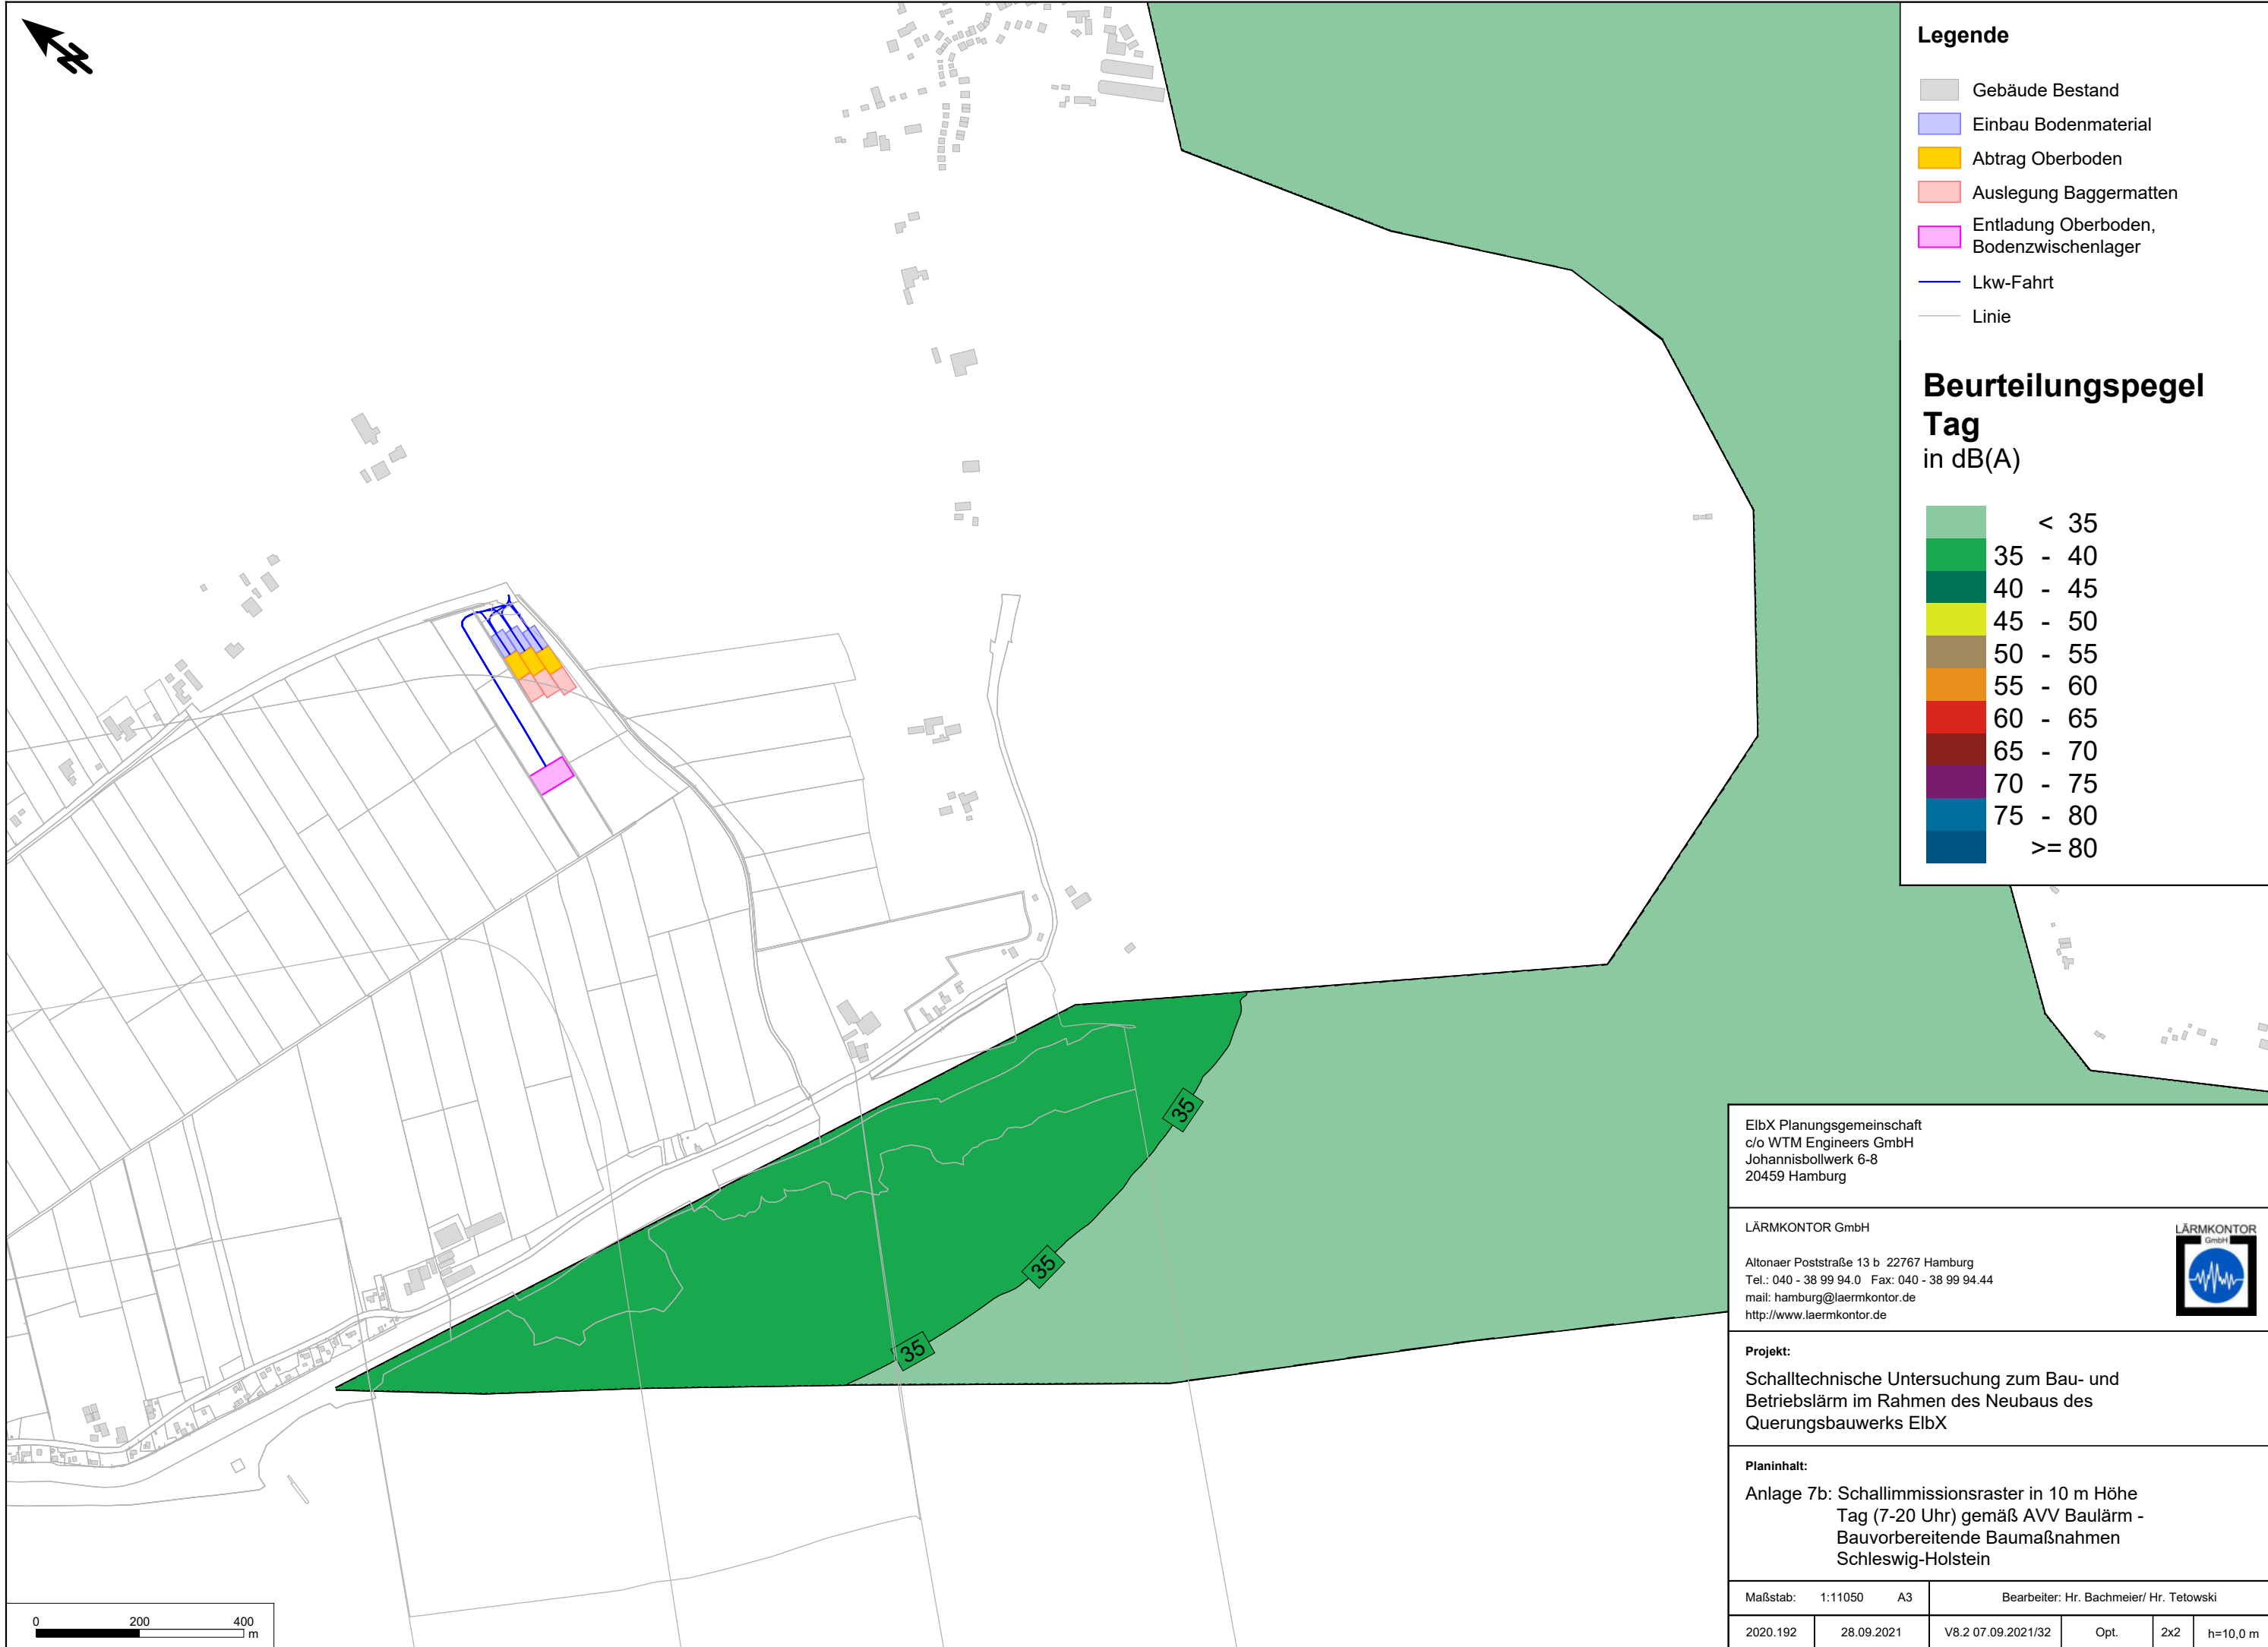 Legende
Gebäude Bestand
Einbau Bodenmaterial
Abtrag Oberboden
Auslegung Baggermatten
Entladung Oberboden,
Bodenzwischenlager
Lkw-Fahrt
Linie
Beurteilungspegel
Tag
in dB(A)
< 35
35 - 40
40 - 45
45 - 50
50 - 55
55 - 60
60 - 65
65 - 70
70 - 75
75 - 80
>= 80
N
35
35
35
ElbX Planungsgemeinschaft
c/o WTM Engineers GmbH
Johannisbollwerk 6-8
20459 Hamburg
LÄRMKONTOR GmbH
Altonaer Poststraße 13 b 22767 Hamburg
Tel.: 040 - 38 99 94.0 Fax: 040 - 38 99 94.44
mail: hamburg@laermkontor.de
http://www.laermkontor.de
LÄRMKONTOR
GmbH
Projekt:
Schalltechnische Untersuchung zum Bau- und
Betriebslärm im Rahmen des Neubaus des
Querungsbauwerks ElbX
Planinhalt:
Anlage 7b: Schallimmissionsraster in 10 m Höhe
Tag (7-20 Uhr) gemäß AVV Baulärm -
Bauvorbereitende Baumaßnahmen
Schleswig-Holstein
Maßstab: 1:11050 A3 Bearbeiter: Hr. Bachmeier/ Hr. Tetowski
2020.192 28.09.2021 V8.2 07.09.2021/32 Opt. 2x2 h=10,0 m
0 200 400
m